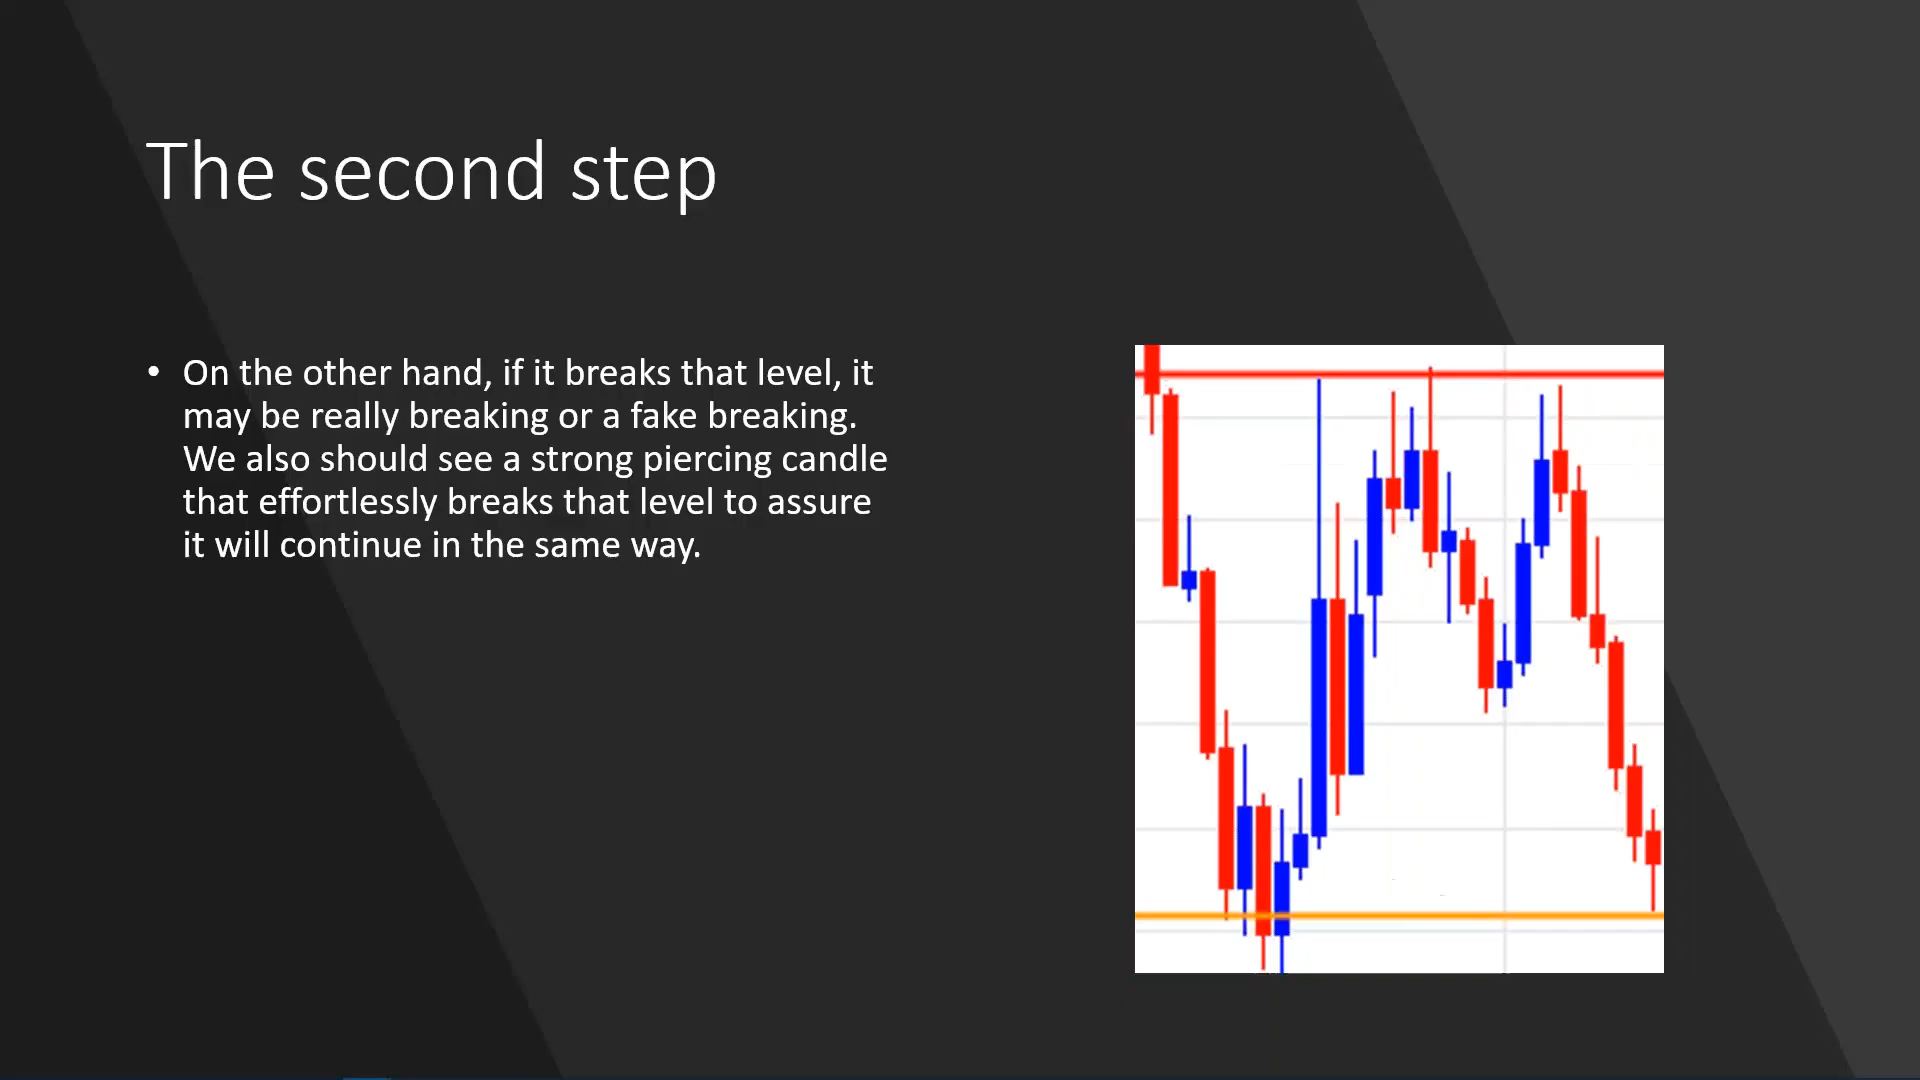 The second step
• On the other hand, if it breaks that level, it
may be really breaking or a fake breaking.
We also should see a strong piercing candle
that effortlessly breaks that level to assure
it will continue in the same way.